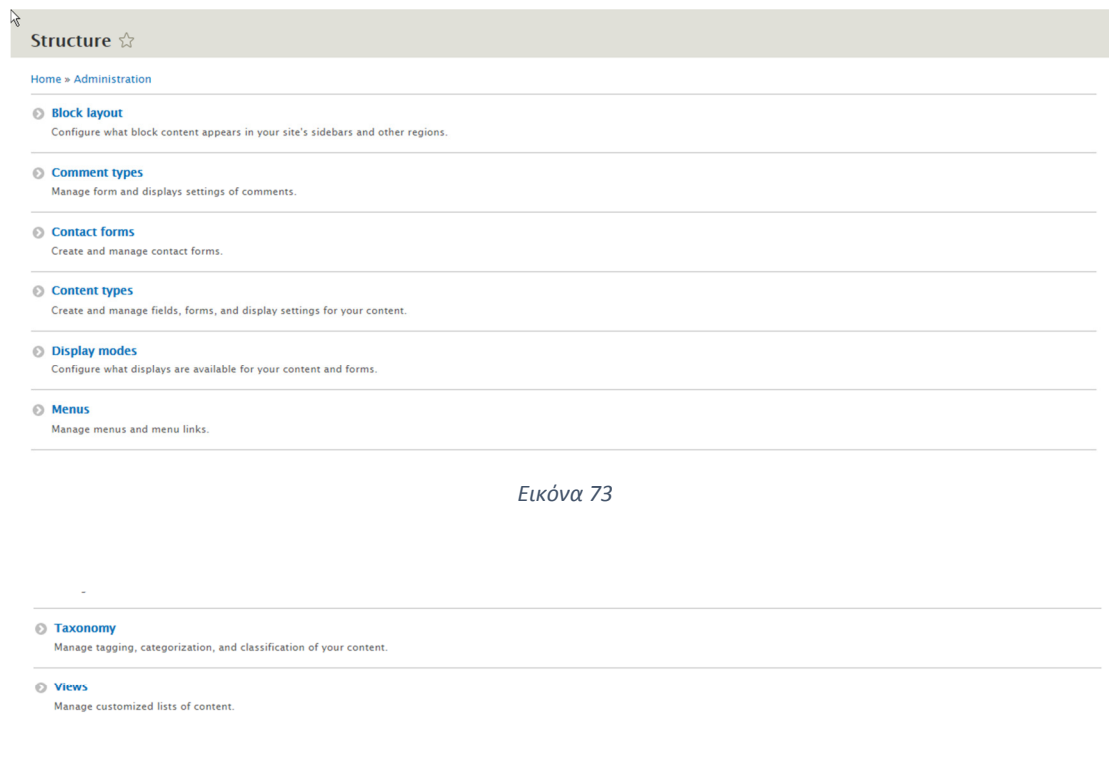 Structure
Home » Administration
Block layout
Configure what block content appears in your site's sidebars and other regions.
Comment types
Manage form and displays settings of comments.
Contact forms
Create and manage contact forms.
Content types
Create and manage fields, forms, and display settings for your content.
Display modes
Configure what displays are available for your content and forms.
Menus
Manage menus and menu links.
Εικόνα 73
Taxonomy
Manage tagging, categorization, and classification of your content.
Views
Manage customized lists of content.